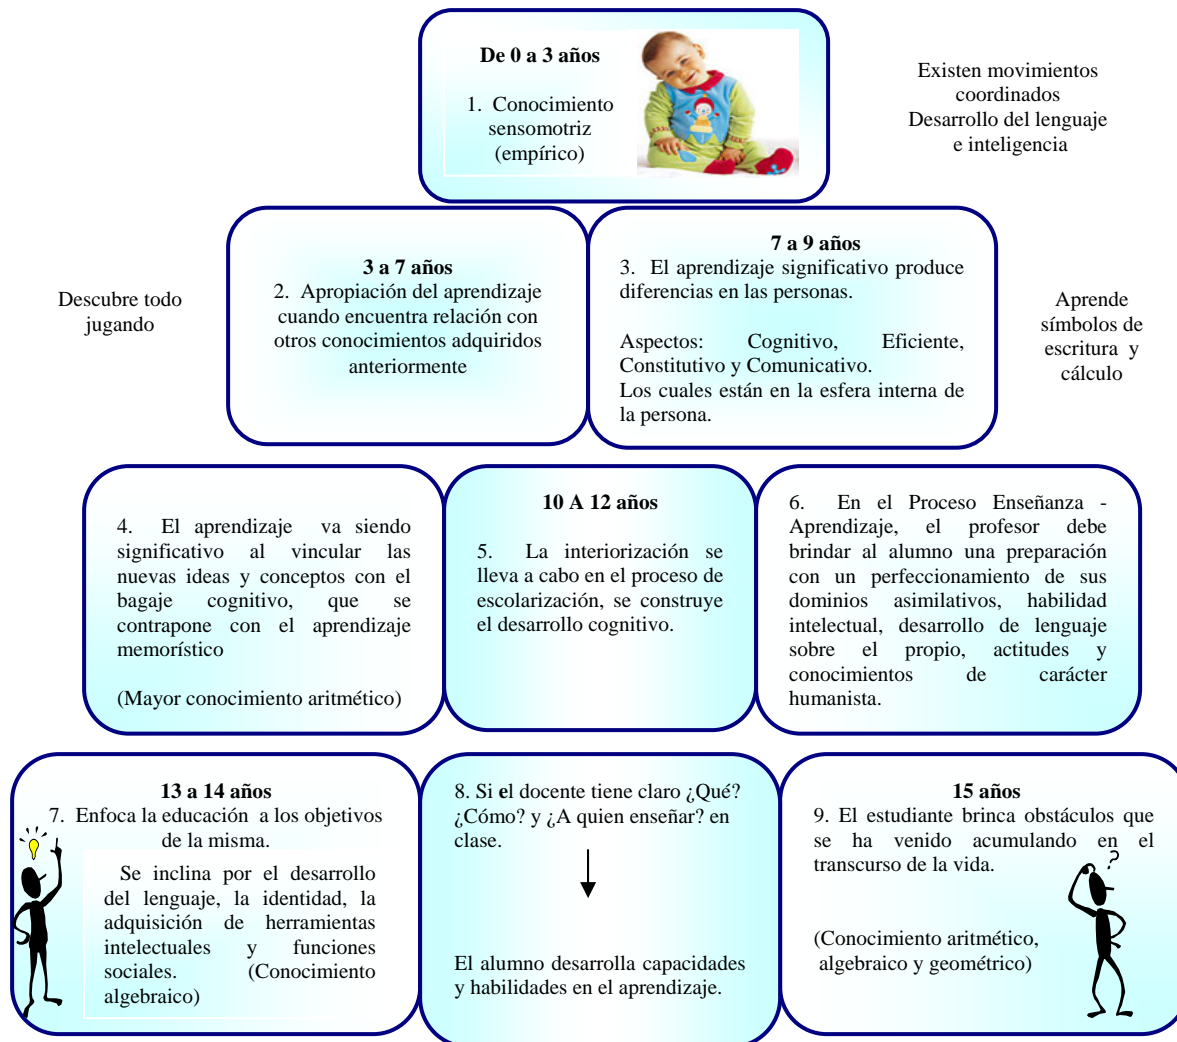 De 0 a 3 años
1. Conocimiento
sensomotriz
(empírico)
Existen movimientos
coordinados
Desarrollo del lenguaje
e inteligencia
Descubre todo
jugando
3 a 7 años
2. Apropiación del aprendizaje
cuando encuentra relación con
otros conocimientos adquiridos
anteriormente
7 a 9 años
3. El aprendizaje significativo produce
diferencias en las personas.
Aspectos: Cognitivo, Eficiente,
Constitutivo y Comunicativo.
Los cuales están en la esfera interna de
la persona.
Aprende
símbolos de
escritura y
cálculo
4. El aprendizaje va siendo
significativo al vincular las
nuevas ideas y conceptos con el
bagaje cognitivo, que se
contrapone con el aprendizaje
memorístico
(Mayor conocimiento aritmético)
10 A 12 años
5. La interiorización se
lleva a cabo en el proceso de
escolarización, se construye
el desarrollo cognitivo.
6. En el Proceso Enseñanza -
Aprendizaje, el profesor debe
brindar al alumno una preparación
con un perfeccionamiento de sus
dominios asimilativos, habilidad
intelectual, desarrollo de lenguaje
sobre el propio, actitudes y
conocimientos de carácter
humanista.
13 a 14 años
7. Enfoca la educación a los objetivos
de la misma.
Se inclina por el desarrollo
del lenguaje, la identidad, la
adquisición de herramientas
intelectuales y funciones
sociales. (Conocimiento
algebraico)
8. Si el docente tiene claro ¿Qué?
¿Cómo? y ¿A quien enseñar? en
clase.
El alumno desarrolla capacidades
y habilidades en el aprendizaje.
15 años
9. El estudiante brinca obstáculos que
se ha venido acumulando en el
transcurso de la vida.
?
(Conocimiento aritmético,
algebraico y geométrico)